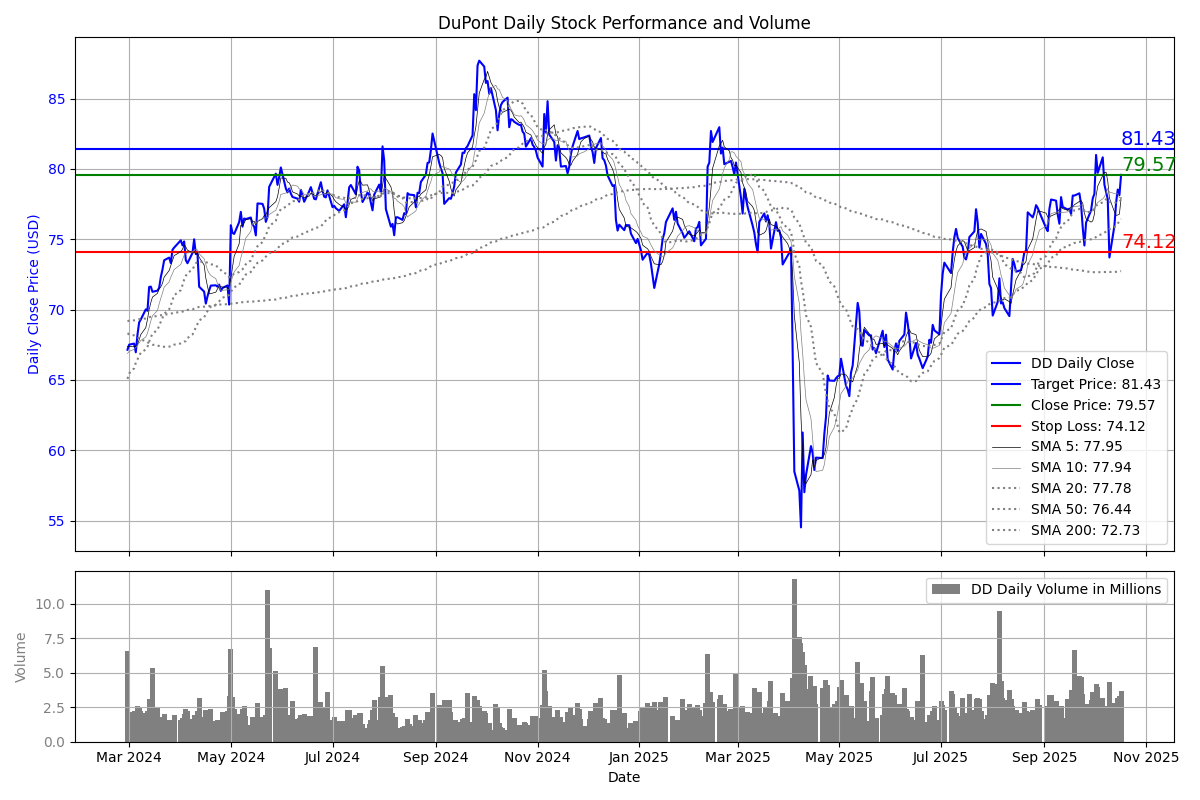 DuPont Daily Stock Performance and Volume
Daily Close Price (USD)
85
80
75
70
65
60
55
81.43
79.57
74.12
DD Daily Close
Target Price: 81.43
Close Price: 79.57
Stop Loss: 74.12
SMA 5: 77.95
SMA 10: 77.94
SMA 20: 77.78
SMA 50: 76.44
SMA 200: 72.73
Volume
10.0
7.5
5.0
2.5
0.0
DD Daily Volume in Millions
Mar 2024 May 2024 Jul 2024 Sep 2024 Nov 2024 Jan 2025 Mar 2025 May 2025 Jul 2025 Sep 2025 Nov 2025
Date